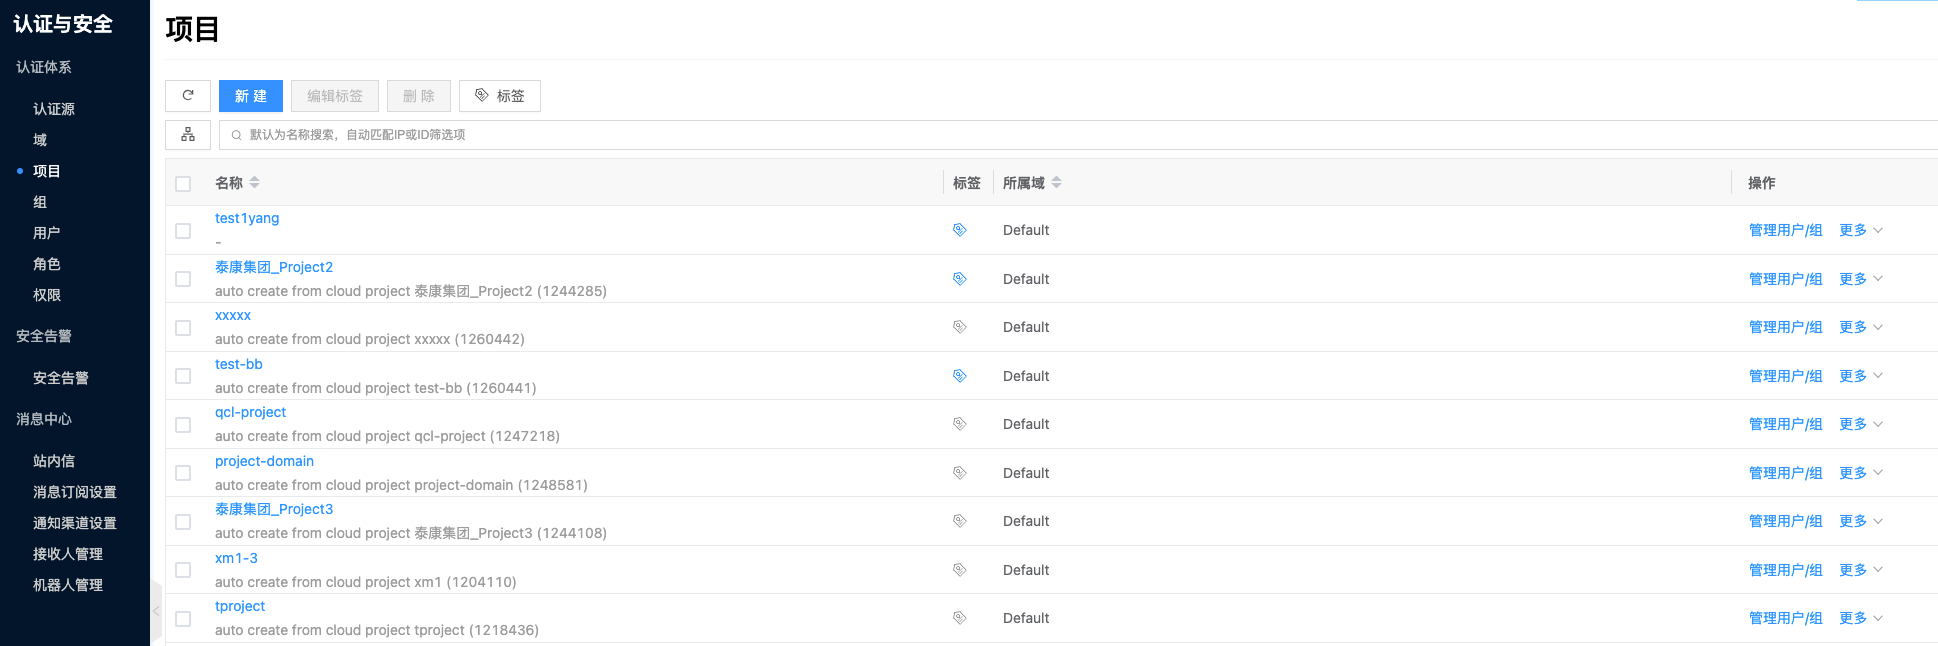 认证与安全
认证体系
认证源
域
项目
组
用户
角色
权限
安全告警
安全告警
消息中心
站内信
消息订阅设置
通知渠道设置
接收人管理
机器人管理
项目
新 建 编辑标签 删 除 标签
默认为名称搜索，自动匹配IP或ID筛选项
名称 标签 所属域 操作
test1yang
-
Default 管理用户/组 更多
泰康集团_Project2
auto create from cloud project 泰康集团_Project2 (1244285)
Default 管理用户/组 更多
xxxxx
auto create from cloud project xxxxx (1260442)
Default 管理用户/组 更多
test-bb
auto create from cloud project test-bb (1260441)
Default 管理用户/组 更多
qcl-project
auto create from cloud project qcl-project (1247218)
Default 管理用户/组 更多
project-domain
auto create from cloud project project-domain (1248581)
Default 管理用户/组 更多
泰康集团_Project3
auto create from cloud project 泰康集团_Project3 (1244108)
Default 管理用户/组 更多
xm1-3
auto create from cloud project xm1 (1204110)
Default 管理用户/组 更多
tproject
auto create from cloud project tproject (1218436)
Default 管理用户/组 更多